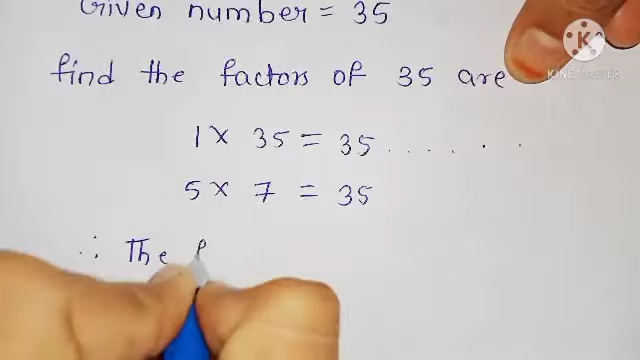 Given number = 35
find the factors of 35 are
1 × 35 = 35 . . . . . .
5 × 7 = 35
∴ The f
KINEMASTER